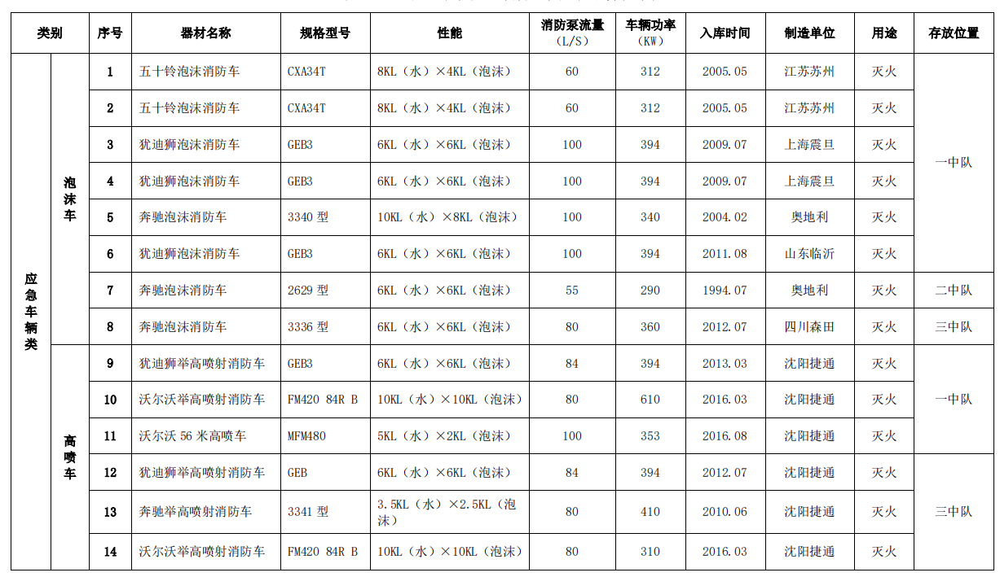 类别 序号 器材名称 规格型号 性能 消防泵流量（L/S） 车辆功率（KW） 入库时间 制造单位 用途 存放位置
应急车辆类
泡沫车
1 五十铃泡沫消防车 CXA34T 8KL（水）×4KL（泡沫） 60 312 2005.05 江苏苏州 灭火
2 五十铃泡沫消防车 CXA34T 8KL（水）×4KL（泡沫） 60 312 2005.05 江苏苏州 灭火
3 犹迪狮泡沫消防车 GEB3 6KL（水）×6KL（泡沫） 100 394 2009.07 上海震旦 灭火
一中队
4 犹迪狮泡沫消防车 GEB3 6KL（水）×6KL（泡沫） 100 394 2009.07 上海震旦 灭火
5 奔驰泡沫消防车 3340 型 10KL（水）×8KL（泡沫） 100 340 2004.02 奥地利 灭火
6 犹迪狮泡沫消防车 GEB3 6KL（水）×6KL（泡沫） 100 394 2011.08 山东临沂 灭火
7 奔驰泡沫消防车 2629 型 6KL（水）×6KL（泡沫） 55 290 1994.07 奥地利 灭火 二中队
8 奔驰泡沫消防车 3336 型 6KL（水）×6KL（泡沫） 80 360 2012.07 四川森田 灭火 三中队
高喷车
9 犹迪狮举高喷射消防车 GEB3 6KL（水）×6KL（泡沫） 84 394 2013.03 沈阳捷通 灭火
10 沃尔沃举高喷射消防车 FM420 84R B 10KL（水）×10KL（泡沫） 80 610 2016.03 沈阳捷通 灭火 一中队
11 沃尔沃 56 米高喷车 MFM480 5KL（水）×2KL（泡沫） 100 353 2016.08 沈阳捷通 灭火
12 犹迪狮举高喷射消防车 GEB 6KL（水）×6KL（泡沫） 84 394 2012.07 沈阳捷通 灭火
13 奔驰举高喷射消防车 3341 型 3.5KL（水）×2.5KL（泡沫） 80 410 2010.06 沈阳捷通 灭火 三中队
14 沃尔沃举高喷射消防车 FM420 84R B 10KL（水）×10KL（泡沫） 80 310 2016.03 沈阳捷通 灭火